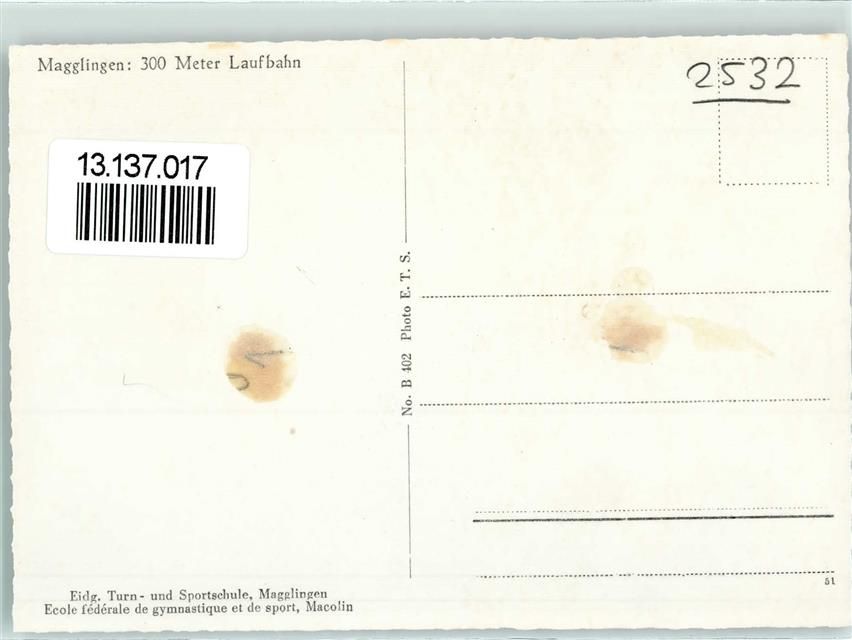 Magglingen: 300 Meter Laufbahn
2532
13.137.017
No. B 402 Photo E. T. S.
51
Eidg. Turn- und Sportschule, Magglingen
Ecole fédérale de gymnastique et de sport, Macolin